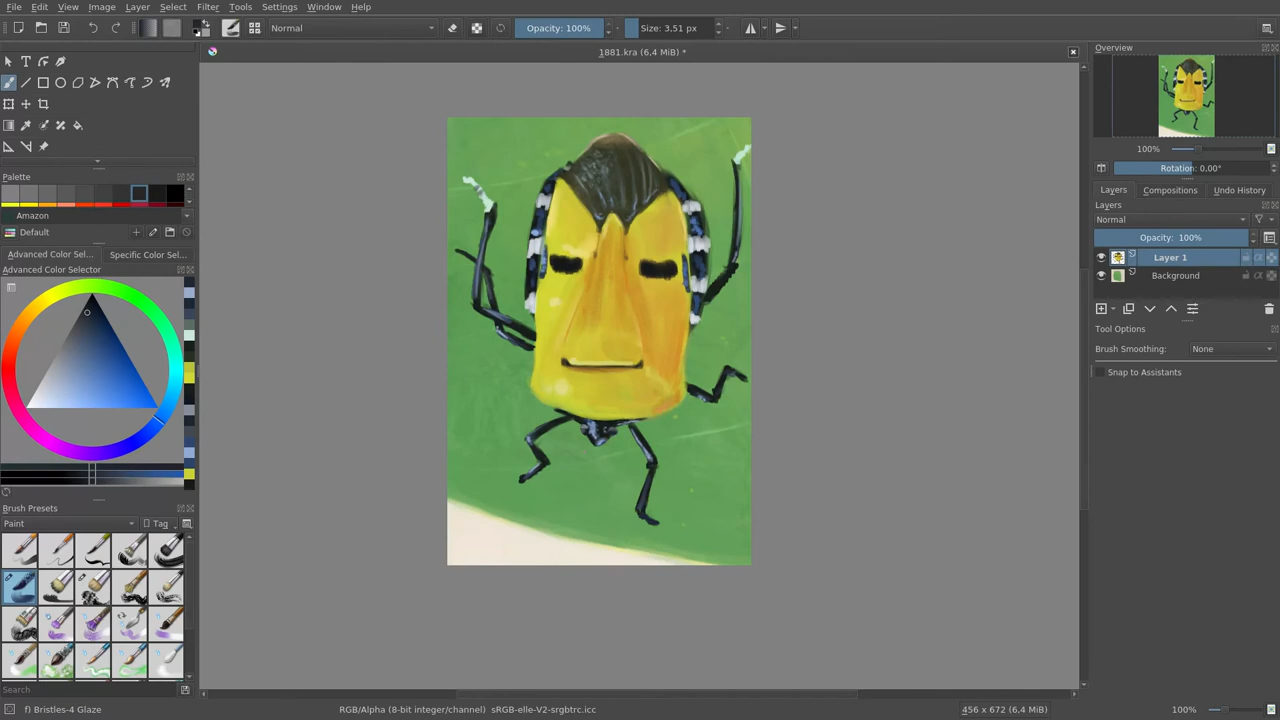 File Edit View Image Layer Select Filter Tools Settings Window Help
Normal Opacity: 100% Size: 3.51 px
1881.kra (6,4 MiB) *
Overview
100%
Rotation: 0,00°
Palette
Amazon
Default
Advanced Color Sel... Specific Color Sel...
Advanced Color Selector
Layers Compositions Undo History
Layers
Normal
Opacity: 100%
Layer 1
Background
Tool Options
Brush Smoothing: None
Snap to Assistants
Brush Presets
Paint Tag
Search
f) Bristles-4 Glaze RGB/Alpha (8-bit integer/channel) sRGB-elle-V2-srgbtrc.icc 456 x 672 (6,4 MiB) 100%